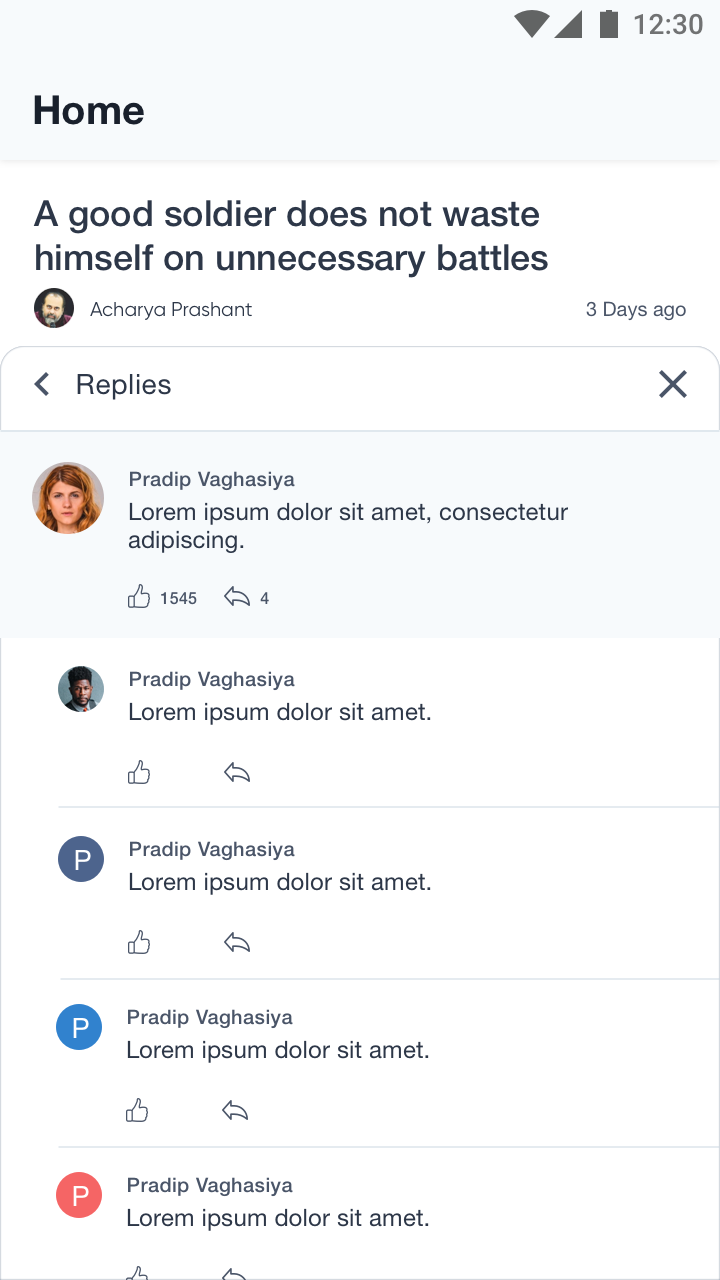 12:30
Home
A good soldier does not waste
himself on unnecessary battles
Acharya Prashant
3 Days ago
Replies
Pradip Vaghasiya
Lorem ipsum dolor sit amet, consectetur
adipiscing.
1545 4
Pradip Vaghasiya
Lorem ipsum dolor sit amet.
P
Pradip Vaghasiya
Lorem ipsum dolor sit amet.
P
Pradip Vaghasiya
Lorem ipsum dolor sit amet.
P
Pradip Vaghasiya
Lorem ipsum dolor sit amet.